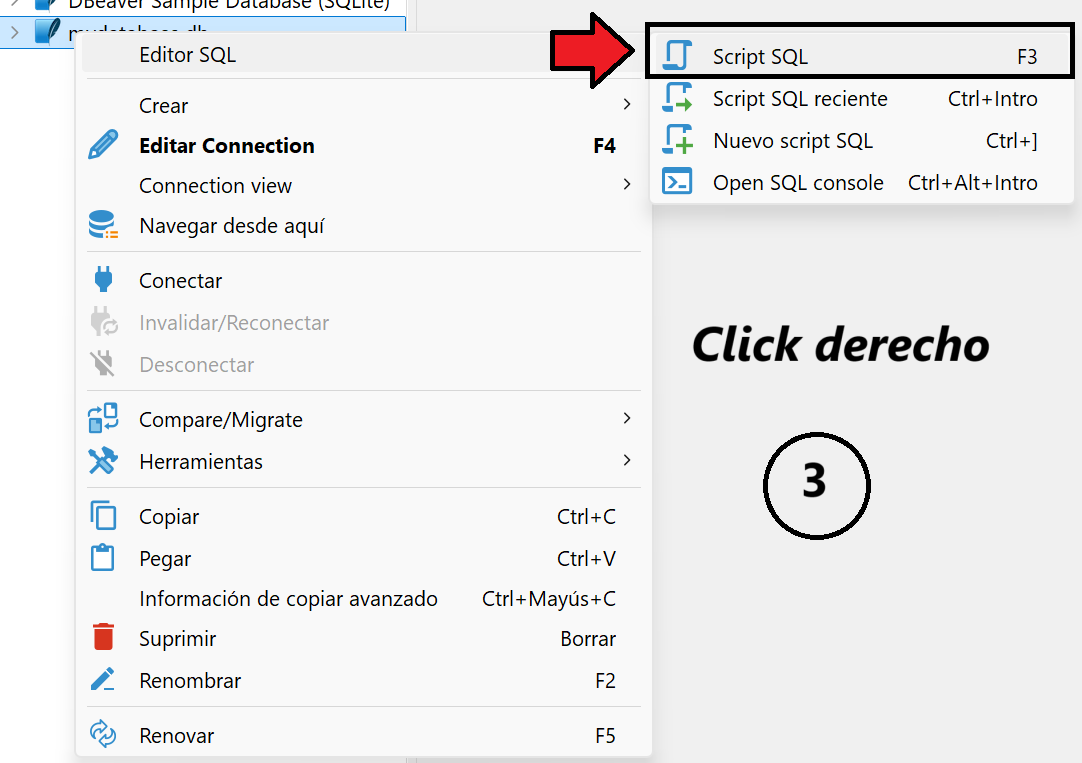 DBeaver Sample Database (SQLite)
mydatabase.db
Editor SQL
Crear
Editar Connection F4
Connection view
Navegar desde aquí
Conectar
Invalidar/Reconectar
Desconectar
Compare/Migrate
Herramientas
Copiar Ctrl+C
Pegar Ctrl+V
Información de copiar avanzado Ctrl+Mayús+C
Suprimir Borrar
Renombrar F2
Renovar F5
Script SQL F3
Script SQL reciente Ctrl+Intro
Nuevo script SQL Ctrl+]
Open SQL console Ctrl+Alt+Intro
Click derecho
3